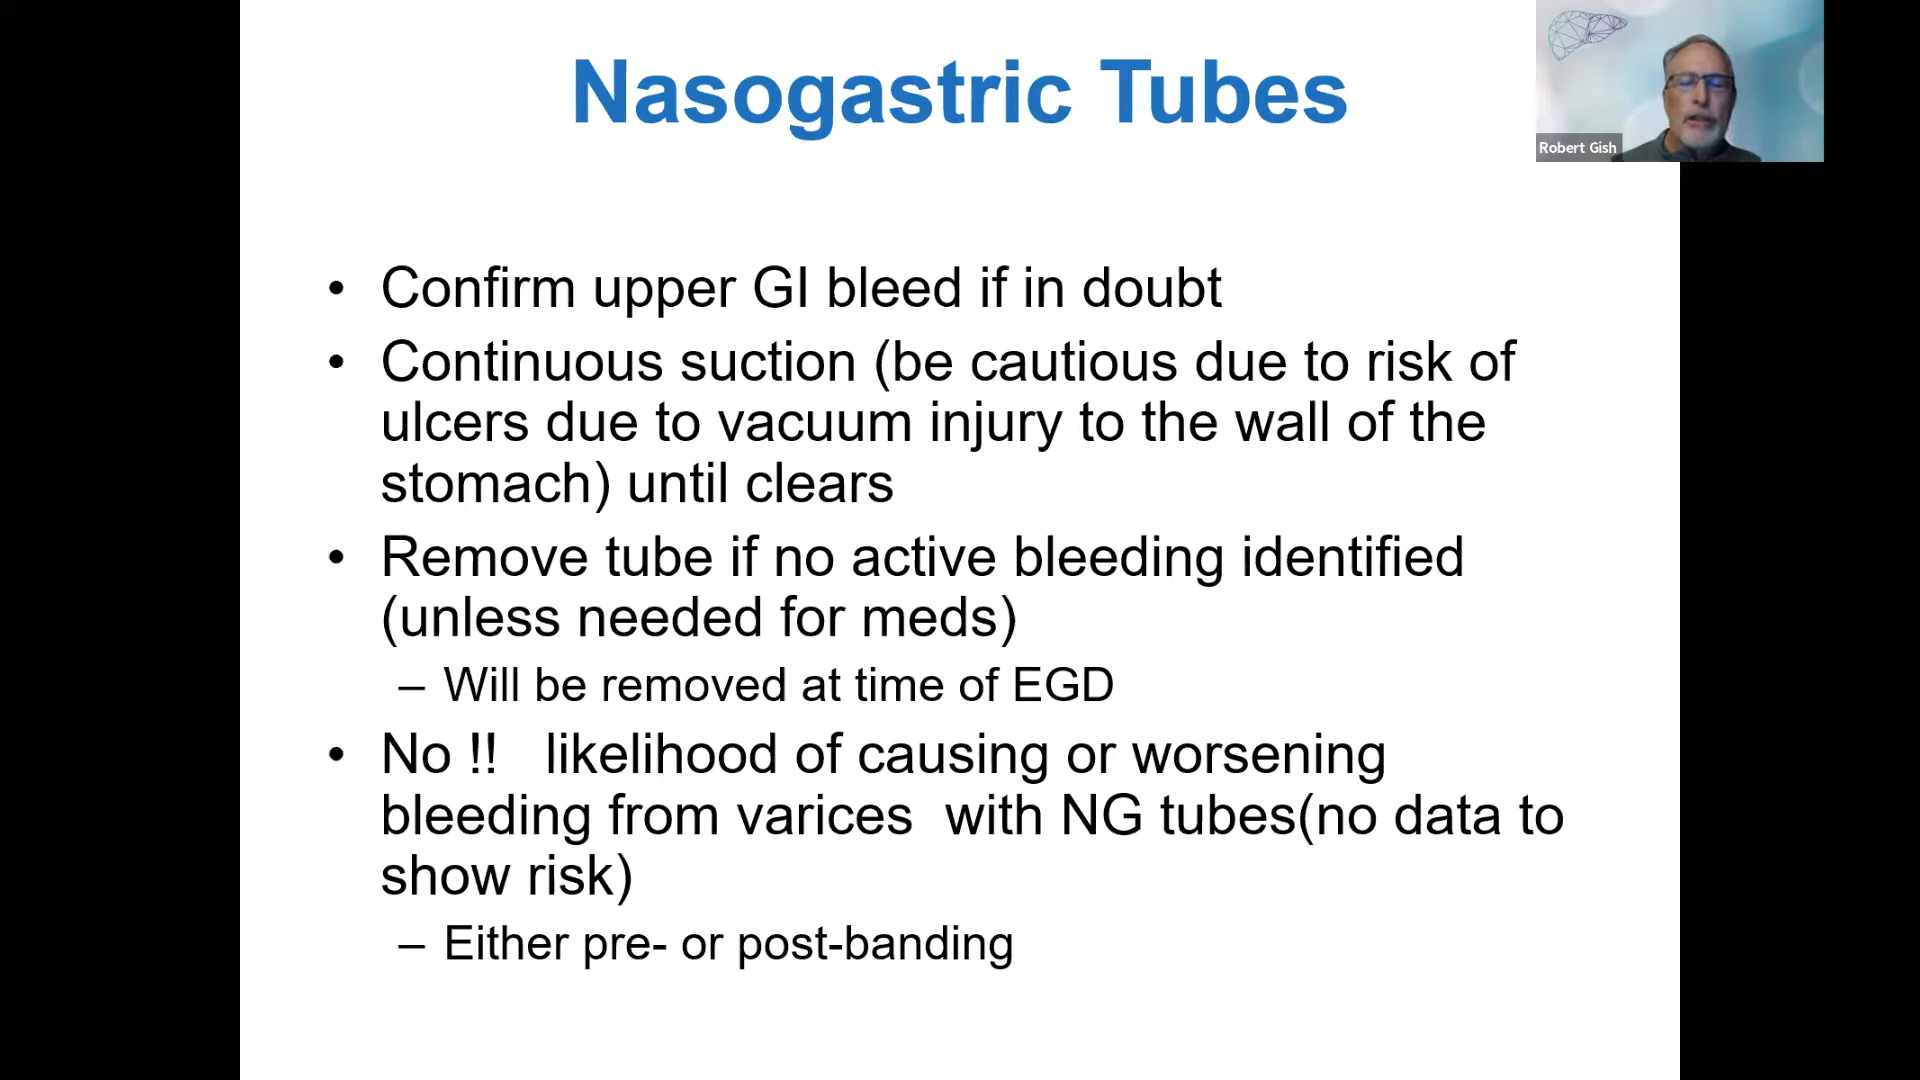 Nasogastric Tubes
Robert Gish
• Confirm upper GI bleed if in doubt
• Continuous suction (be cautious due to risk of
ulcers due to vacuum injury to the wall of the
stomach) until clears
• Remove tube if no active bleeding identified
(unless needed for meds)
– Will be removed at time of EGD
• No !!   likelihood of causing or worsening
bleeding from varices  with NG tubes(no data to
show risk)
– Either pre- or post-banding